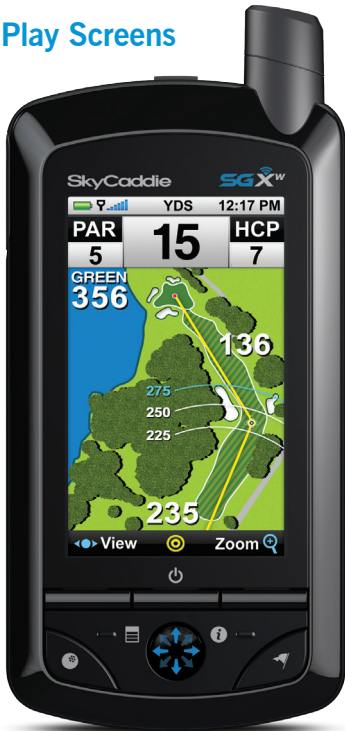 Play Screens
SkyCaddie SGXw
YDS 12:17 PM
PAR 15 HCP
5 7
GREEN
356
136
275
250
225
235
View Zoom
i